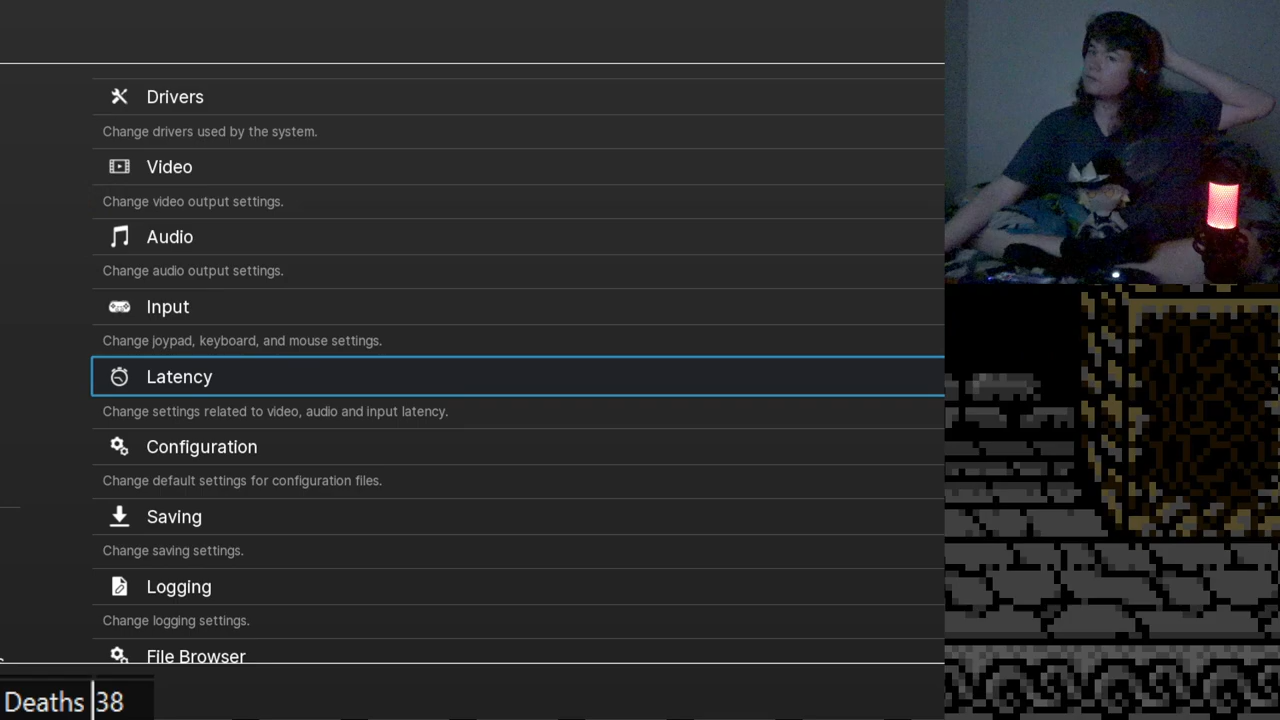 Drivers
Change drivers used by the system.
Video
Change video output settings.
Audio
Change audio output settings.
Input
Change joypad, keyboard, and mouse settings.
Latency
Change settings related to video, audio and input latency.
Configuration
Change default settings for configuration files.
Saving
Change saving settings.
Logging
Change logging settings.
File Browser
Deaths 38